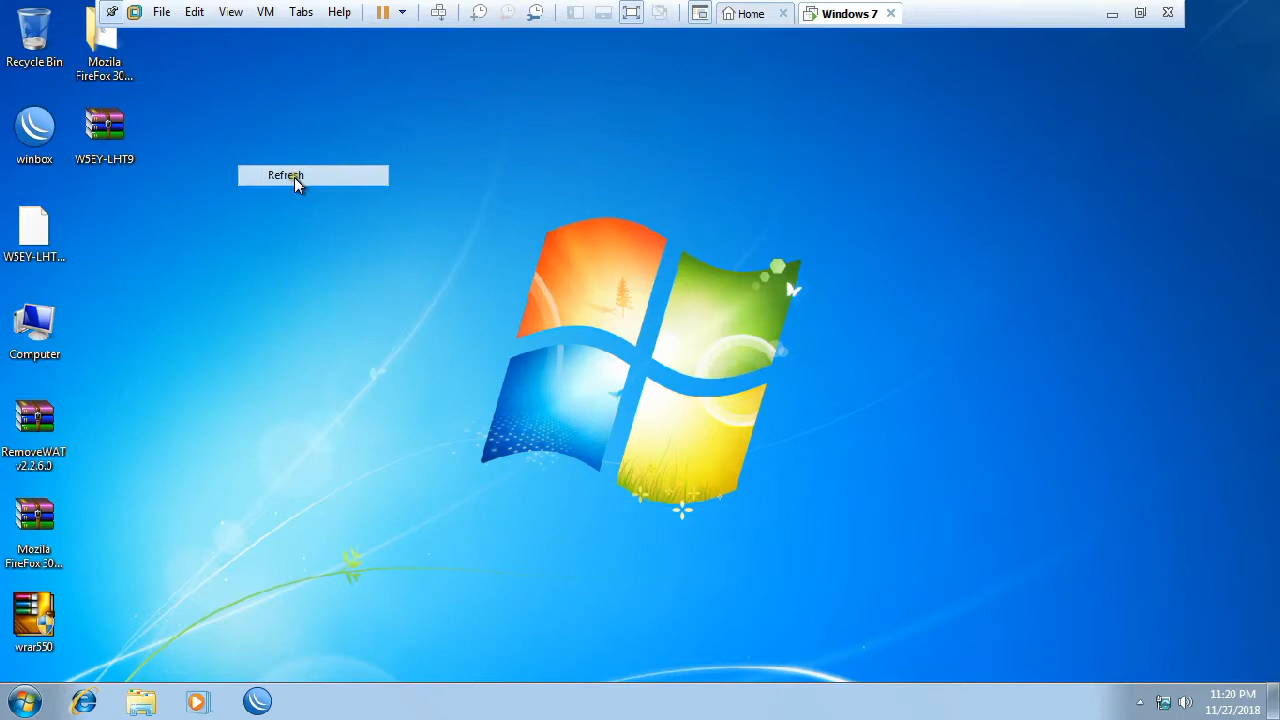 File Edit View VM Tabs Help
Home
Windows 7
Recycle Bin
Mozila
FireFox 30...
winbox
W5EY-LHT9
Refresh
W5EY-LHT...
Computer
RemoveWAT
v2.2.6.0
Mozila
FireFox 30...
wrar550
11:20 PM
11/27/2018